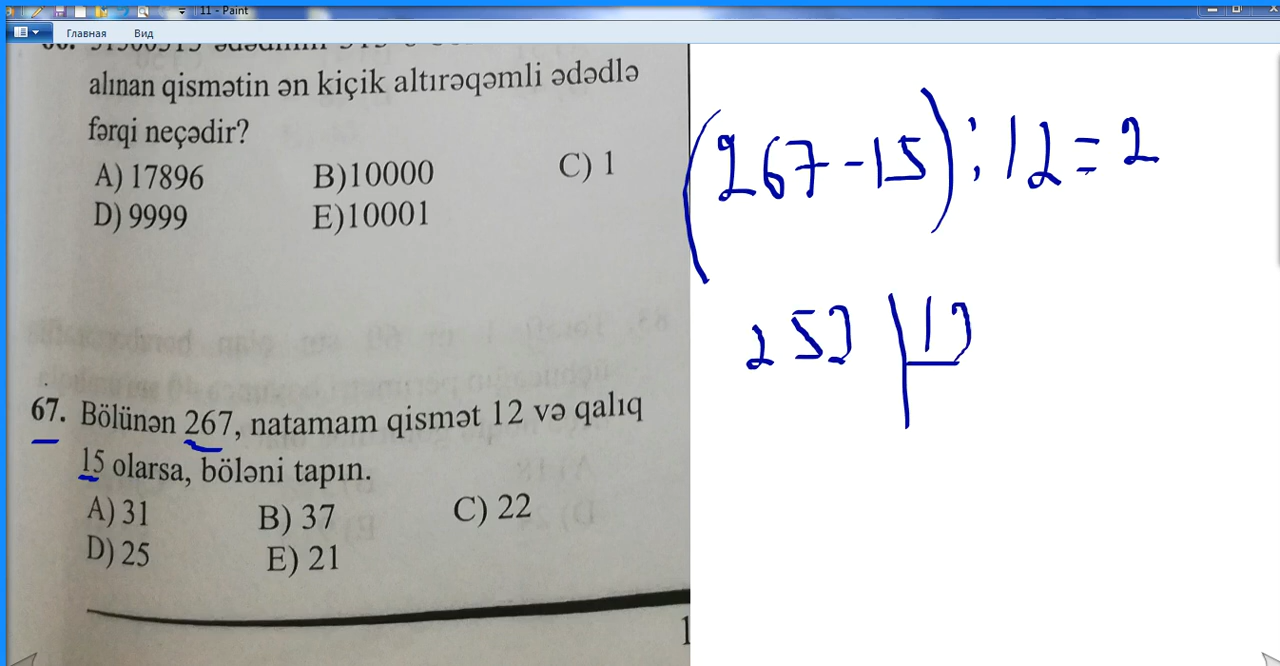 11 - Paint
Главная Вид
alınan qismətin ən kiçik altırəqəmli ədədlə
fərqi neçədir?
A) 17896 B)10000 C) 1
D) 9999 E)10001
67. Bölünən 267, natamam qismət 12 və qalıq
15 olarsa, böləni tapın.
A) 31 B) 37 C) 22
D) 25 E) 21
1
(267-15):12=2
252 12